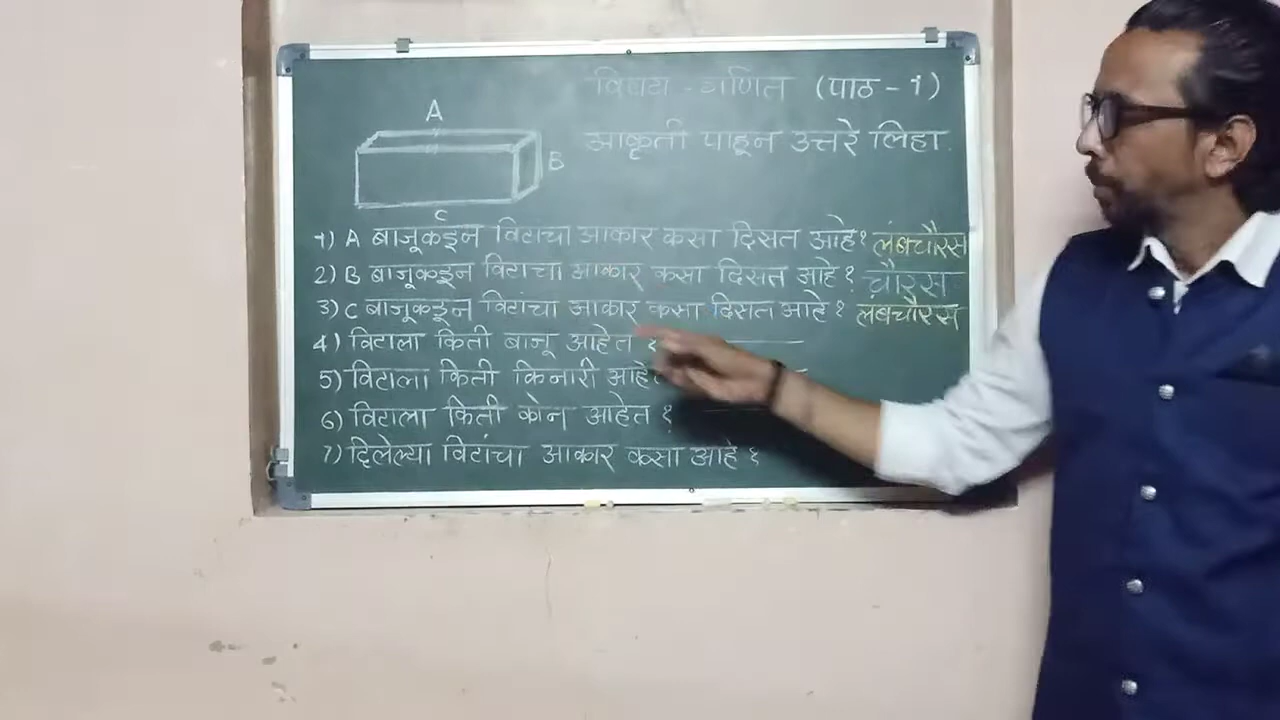 विषय - गणित (पाठ - 1)
आकृती पाहून उत्तरे लिहा.
A
B
C
1) A बाजूकडून विटाचा आकार कसा दिसत आहे? लंबचौरस
2) B बाजूकडून विटांचा आकार कसा दिसत आहे? चौरस
3) C बाजूकडून विटांचा आकार कसा दिसत आहे? लंबचौरस
4) विटाला किती बाजू आहेत ?
5) विटाला किती किनारी आहेत
6) विटाला किती कोन आहेत ?
7) दिलेल्या विटांचा आकार कसा आहे ?